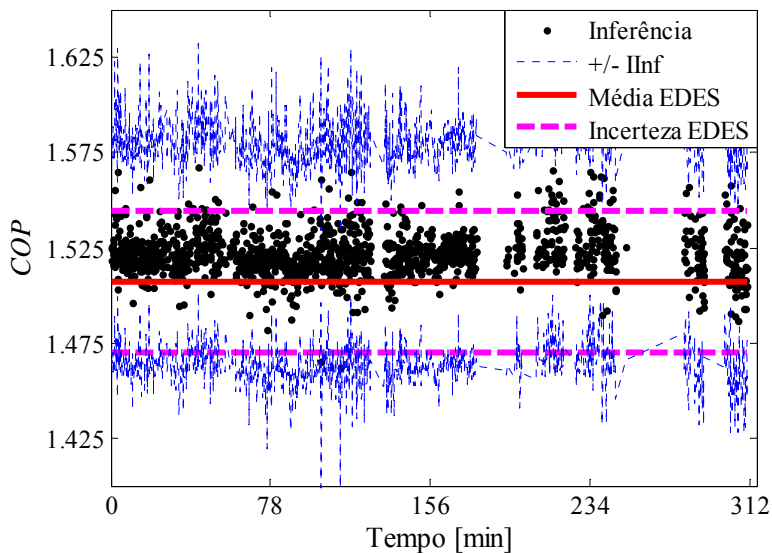 1.625
1.575
1.525
1.475
1.425
COP
0
78
156
234
312
Tempo [min]
Inferência
+/- IInf
Média EDES
Incerteza EDES